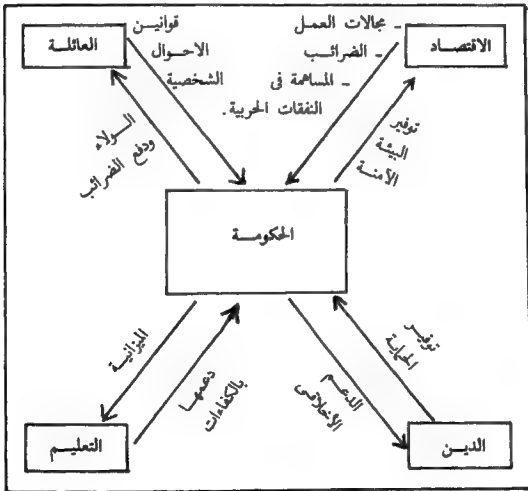 الاقتصاد
ـ مجالات العمل
ـ الضرائب
ـ المساهمة فى
النفقات الحربية .
قوانين
الاحوال
الشخصية
العائلة
توفير
البيئة
الآمنة
الولاء
ودفع الضرائب
الحكومة
توفير
الحماية
الدعم
الأخلاقى
الميزانية
دعمها
بالكفاءات
الدين
التعليم